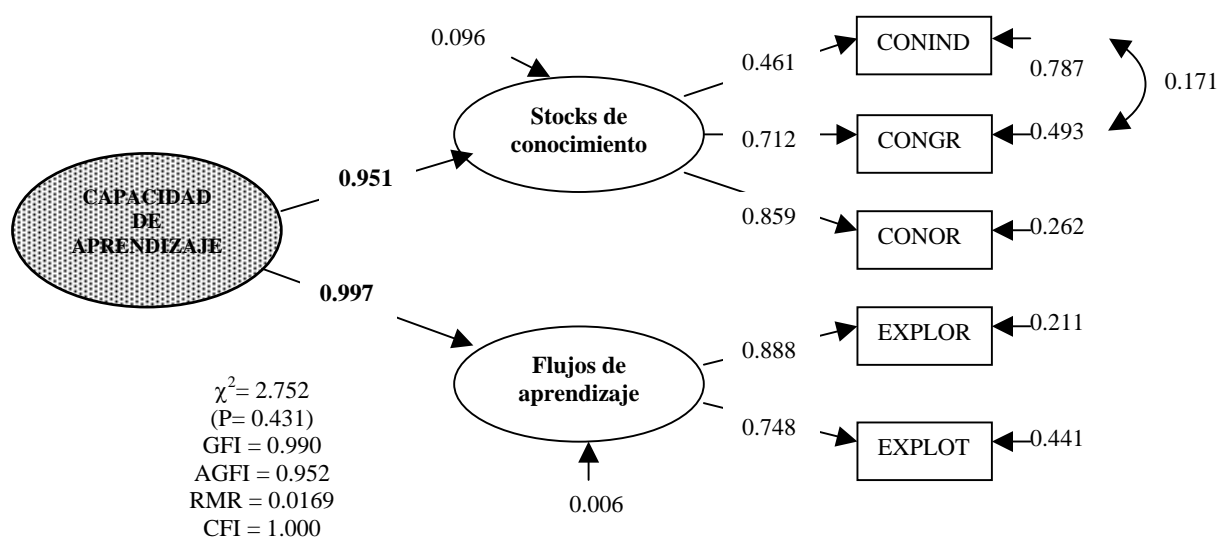 0.096
0.461
CONIND
0.787
0.171
Stocks de
conocimiento
0.712
CONGR
0.493
0.951
CAPACIDAD
DE
APRENDIZAJE
0.859
CONOR
0.262
0.997
0.888
EXPLOR
0.211
Flujos de
aprendizaje
0.748
EXPLOT
0.441
0.006
χ²= 2.752
(P= 0.431)
GFI = 0.990
AGFI = 0.952
RMR = 0.0169
CFI = 1.000